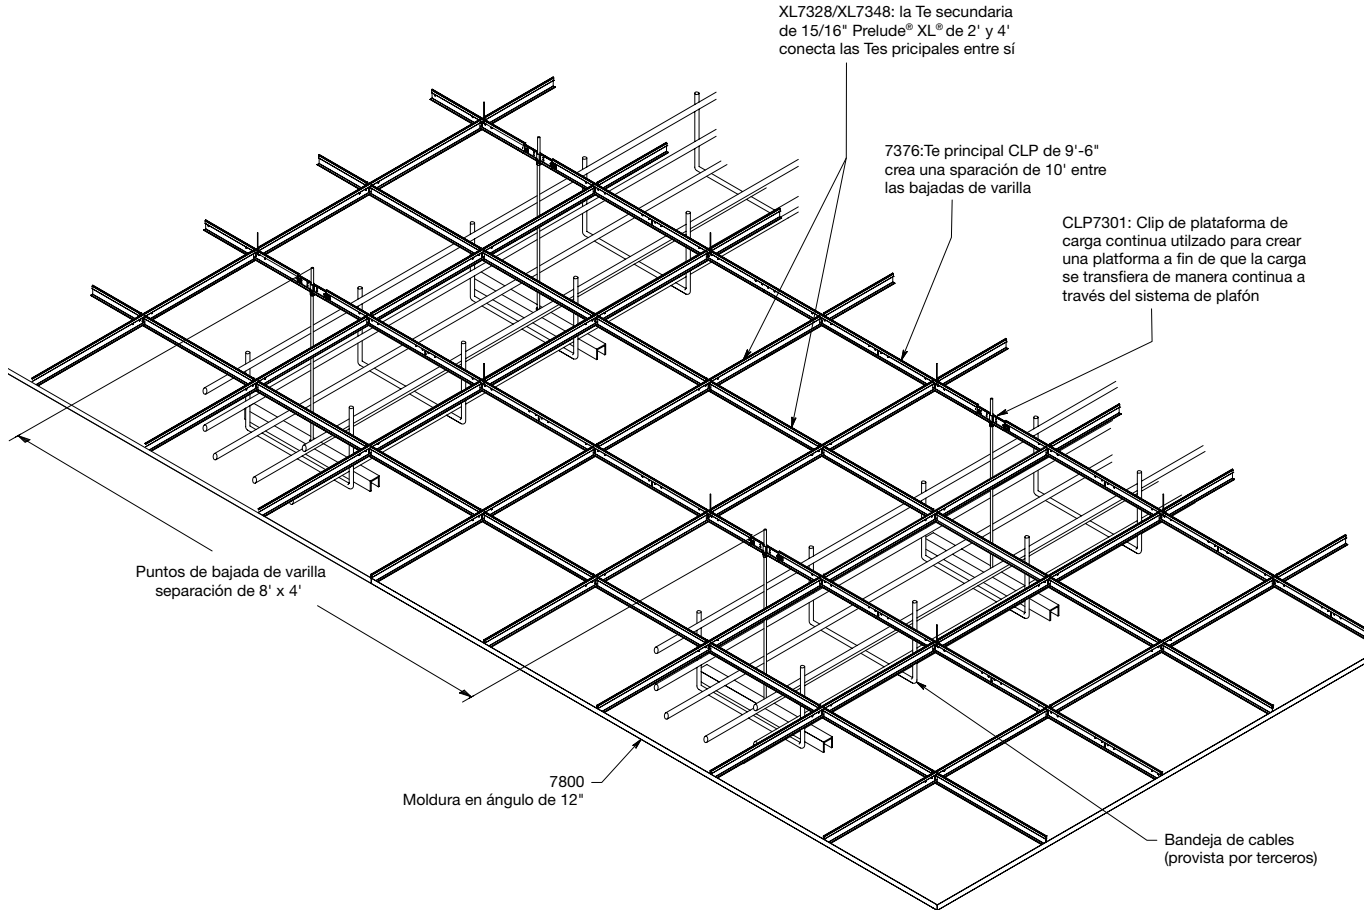 XL7328/XL7348: la Te secundaria
de 15/16" Prelude® XL® de 2' y 4'
conecta las Tes pricipales entre sí
7376:Te principal CLP de 9'-6"
crea una sparación de 10' entre
las bajadas de varilla
CLP7301: Clip de plataforma de
carga continua utilzado para crear
una platforma a fin de que la carga
se transfiera de manera continua a
través del sistema de plafón
Puntos de bajada de varilla
separación de 8' x 4'
7800
Moldura en ángulo de 12"
Bandeja de cables
(provista por terceros)